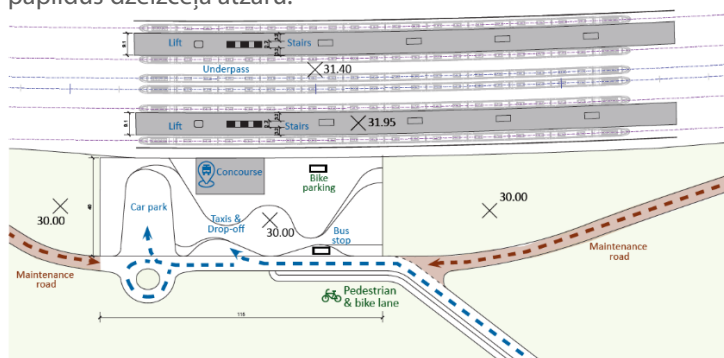 papildus dzelzceļa atzaru.
Lift
Stairs
Underpass
31.40
Lift
Stairs
31.95
Concourse
Bike
parking
30.00
Car park
Taxis &
Drop-off
30.00
Bus
stop
30.00
Maintenance
road
Maintenance
road
Pedestrian
& bike lane